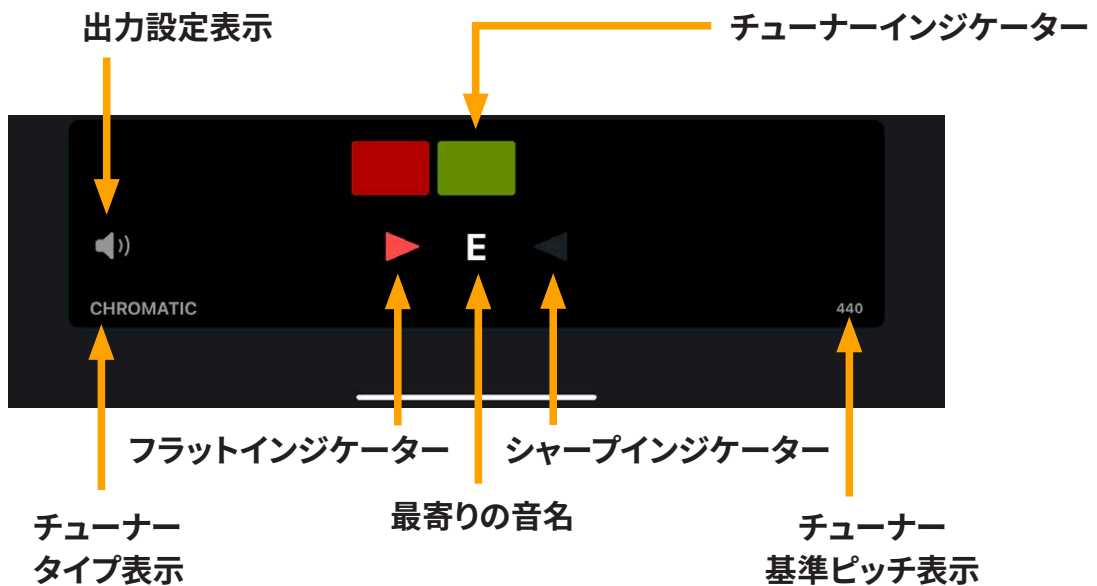 出力設定表示
チューナーインジケーター
E
CHROMATIC
440
フラットインジケーター
シャープインジケーター
最寄りの音名
チューナー
タイプ表示
チューナー
基準ピッチ表示